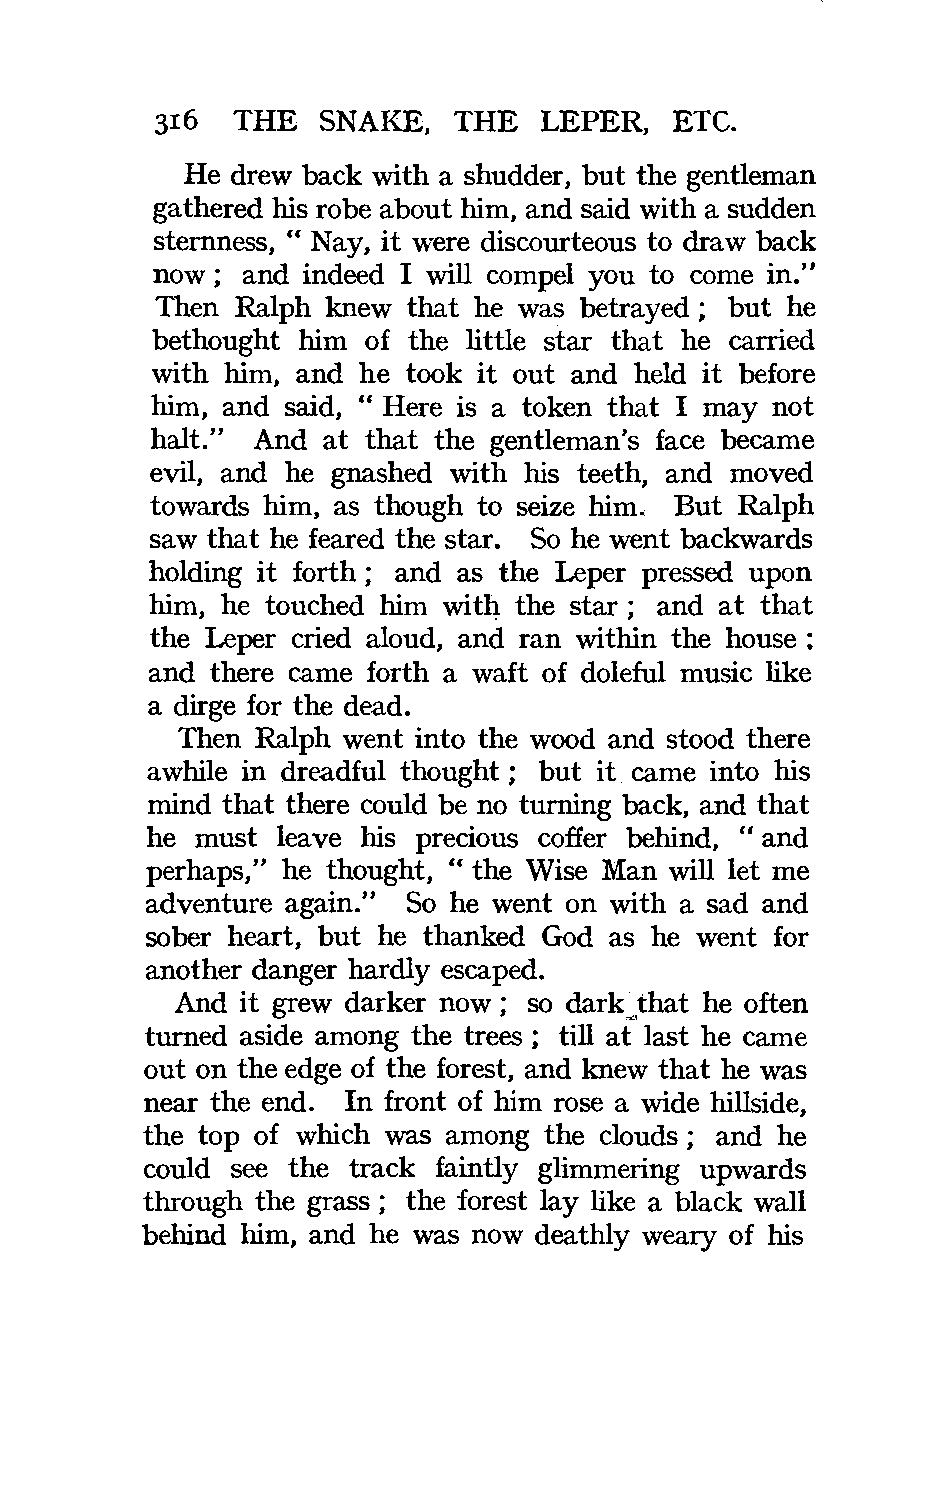 316 THE SNAKE, THE LEPER, ETC.
He drew back with a shudder, but the gentleman
gathered his robe about him, and said with a sudden
sternness, “ Nay, it were discourteous to draw back
now ; and indeed I will compel you to come in.”
Then Ralph knew that he was betrayed ; but he
bethought him of the little star that he carried
with him, and he took it out and held it before
him, and said, “ Here is a token that I may not
halt.” And at that the gentleman’s face became
evil, and he gnashed with his teeth, and moved
towards him, as though to seize him. But Ralph
saw that he feared the star. So he went backwards
holding it forth ; and as the Leper pressed upon
him, he touched him with the star ; and at that
the Leper cried aloud, and ran within the house :
and there came forth a waft of doleful music like
a dirge for the dead.
Then Ralph went into the wood and stood there
awhile in dreadful thought ; but it came into his
mind that there could be no turning back, and that
he must leave his precious coffer behind, “ and
perhaps,” he thought, “ the Wise Man will let me
adventure again.” So he went on with a sad and
sober heart, but he thanked God as he went for
another danger hardly escaped.
And it grew darker now ; so dark that he often
turned aside among the trees ; till at last he came
out on the edge of the forest, and knew that he was
near the end. In front of him rose a wide hillside,
the top of which was among the clouds ; and he
could see the track faintly glimmering upwards
through the grass ; the forest lay like a black wall
behind him, and he was now deathly weary of his